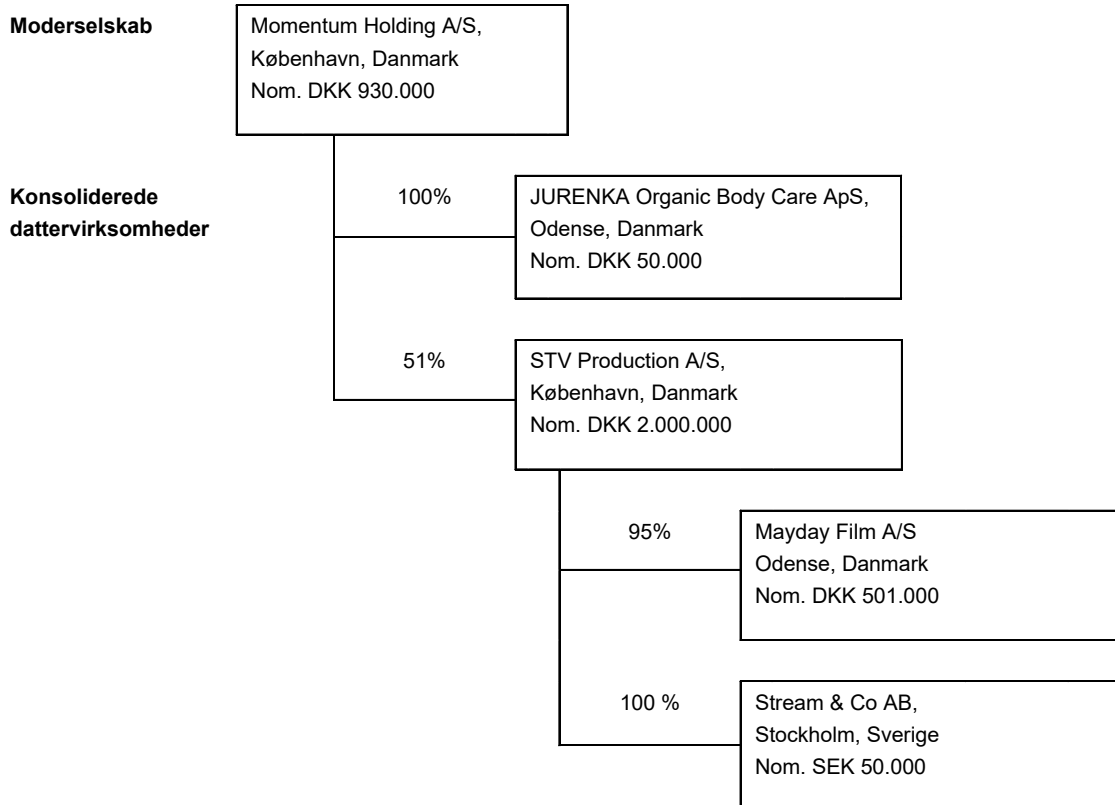 Moderselskab
Momentum Holding A/S,
København, Danmark
Nom. DKK 930.000
Konsoliderede
dattervirksomheder
100%
JURENKA Organic Body Care ApS,
Odense, Danmark
Nom. DKK 50.000
51%
STV Production A/S,
København, Danmark
Nom. DKK 2.000.000
95%
Mayday Film A/S
Odense, Danmark
Nom. DKK 501.000
100 %
Stream & Co AB,
Stockholm, Sverige
Nom. SEK 50.000